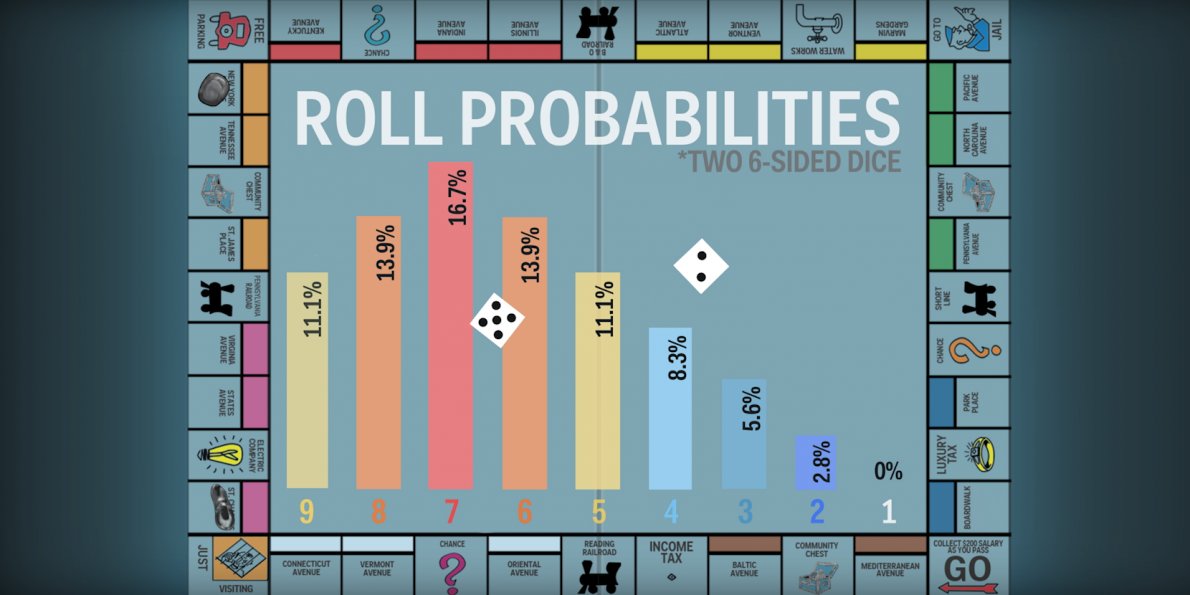 FREE
PARKING
KENTUCKY
AVENUE
CHANCE
INDIANA
AVENUE
ILLINOIS
AVENUE
B & O
RAILROAD
ATLANTIC
AVENUE
VENTNOR
AVENUE
WATER WORKS
MARVIN
GARDENS
GO TO
JAIL
NEW YORK
TENNESSEE
AVENUE
COMMUNITY
CHEST
ST. JAMES
PLACE
PENNSYLVANIA
RAILROAD
VIRGINIA
AVENUE
STATES
AVENUE
ELECTRIC
COMPANY
ROLL PROBABILITIES
*TWO 6-SIDED DICE
11.1%
13.9%
16.7%
13.9%
11.1%
8.3%
5.6%
2.8%
0%
9
8
7
6
5
4
3
2
1
PACIFIC
AVENUE
NORTH
CAROLINA
AVENUE
COMMUNITY
CHEST
PENNSYLVANIA
AVENUE
SHORT
LINE
CHANCE
PARK
PLACE
LUXURY
TAX
BOARDWALK
JUST
VISITING
CONNECTICUT
AVENUE
VERMONT
AVENUE
CHANCE
ORIENTAL
AVENUE
READING
RAILROAD
INCOME
TAX
BALTIC
AVENUE
COMMUNITY
CHEST
MEDITERRANEAN
AVENUE
COLLECT $200 SALARY
AS YOU PASS
GO